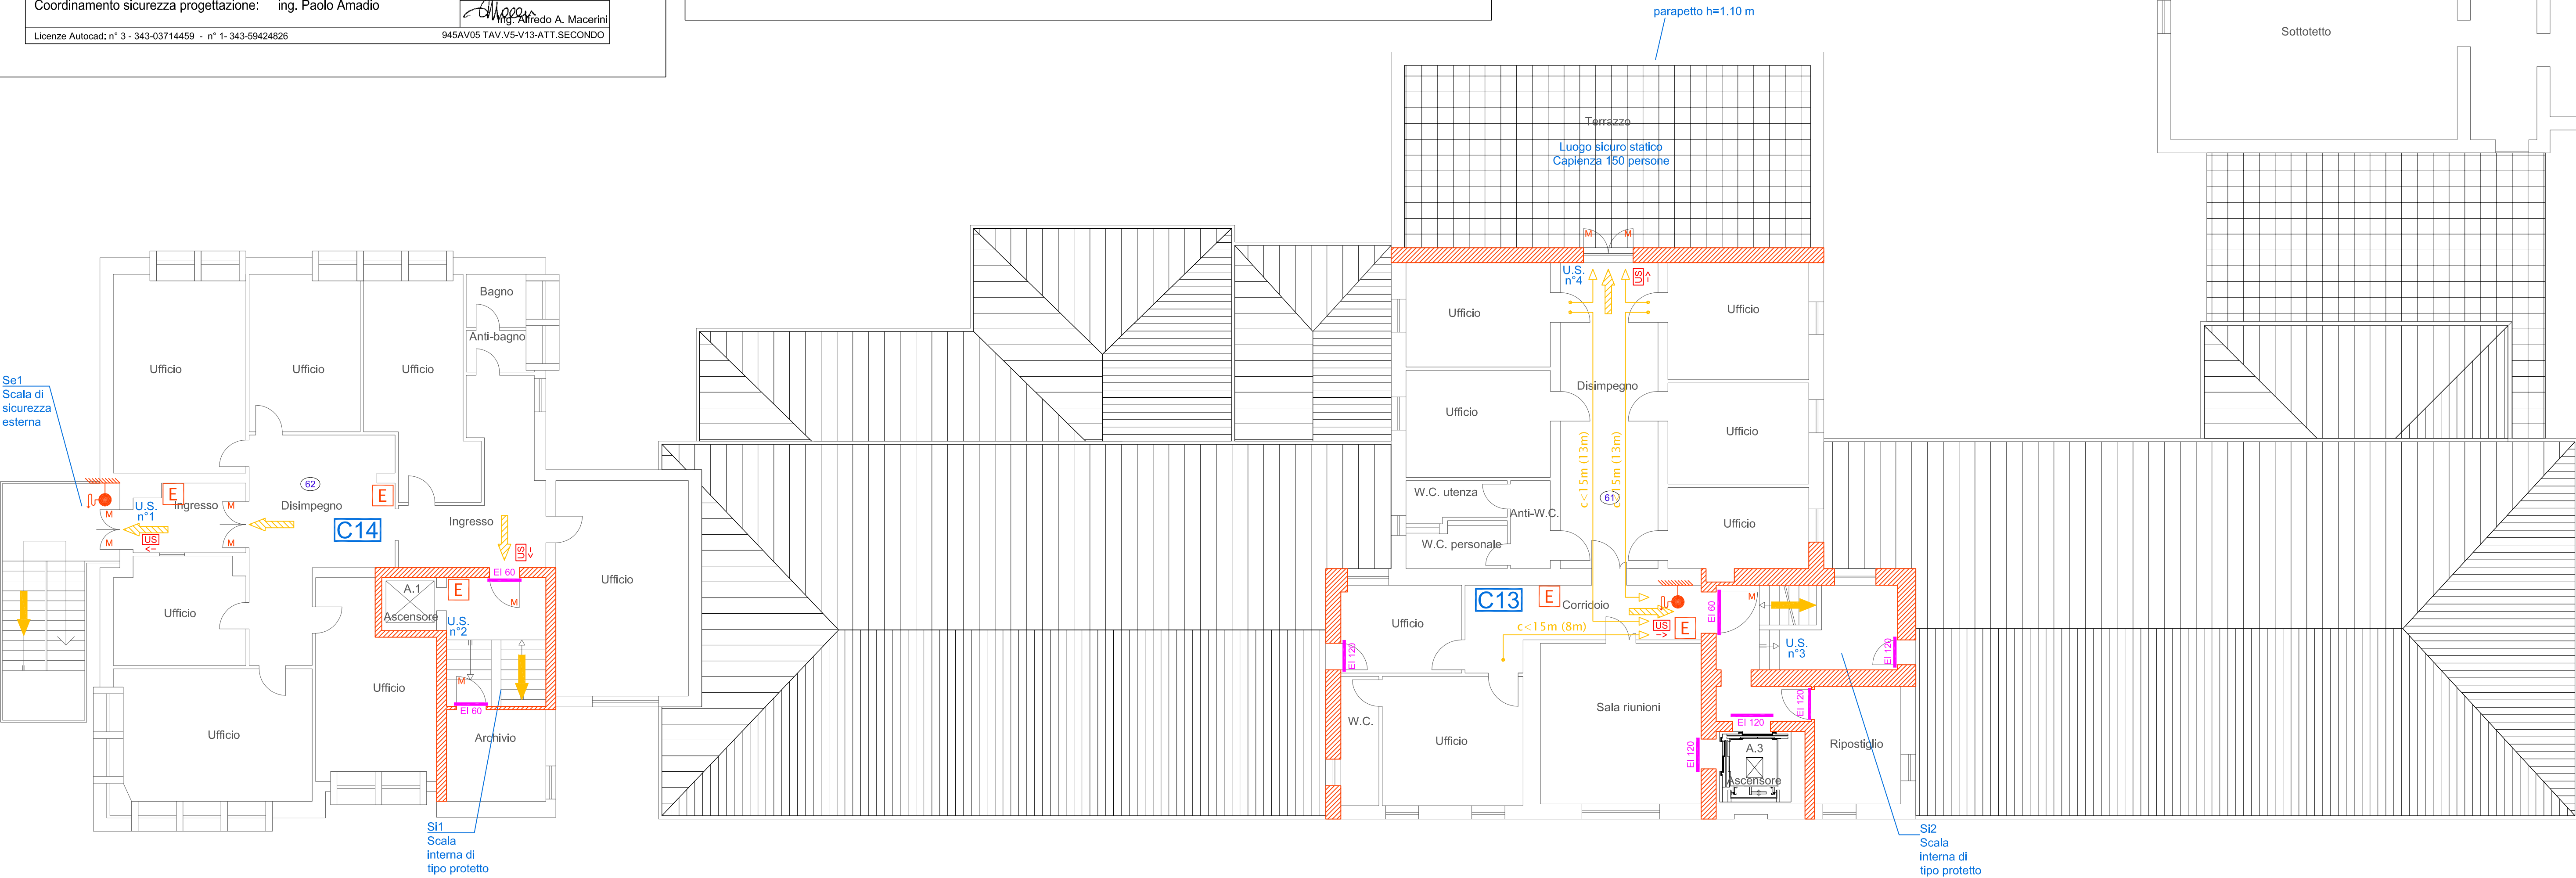 Coordinamento sicurezza progettazione: ing. Paolo Amadio
ing. Alfredo A. Macerini
Licenze Autocad: n° 3 - 343-03714459 - n° 1- 343-59424826
945AV05 TAV.V5-V13-ATT.SECONDO
parapetto h=1,10 m
Sottotetto
Terrazzo
Luogo sicuro statico
Capienza 150 persone
M
M
U.S.
n°4
US
->
Ufficio
Ufficio
Disimpegno
Ufficio
Ufficio
c<15m (13m)
c<15m (13m)
61
W.C. utenza
Anti-W.C.
W.C. personale
Ufficio
C13
E
Corridoio
Ufficio
c<15m (8m)
US
->
E
EI 60
M
U.S.
n°3
EI 120
EI 120
EI 120
EI 120
EI 120
W.C.
Ufficio
Sala riunioni
A.3
Ascensore
Ripostiglio
Si2
Scala
interna di
tipo protetto
Bagno
Anti-bagno
Ufficio
Ufficio
Ufficio
Se1
Scala di
sicurezza
esterna
E
U.S.
n°1
Ingresso
M
M
M
M
US
<-
62
Disimpegno
E
C14
Ingresso
US
->
EI 60
M
A.1
Ascensore
E
U.S.
n°2
Ufficio
Ufficio
Ufficio
Ufficio
M
EI 60
Archivio
Si1
Scala
interna di
tipo protetto